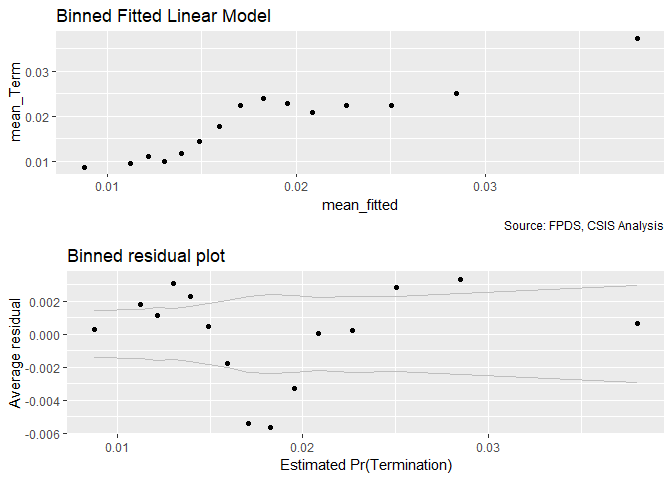 Binned Fitted Linear Model
mean_Term
0.03
0.02
0.01
0.01 0.02 0.03
mean_fitted
Source: FPDS, CSIS Analysis
Binned residual plot
Average residual
0.002
0.000
-0.002
-0.004
-0.006
0.01 0.02 0.03
Estimated Pr(Termination)